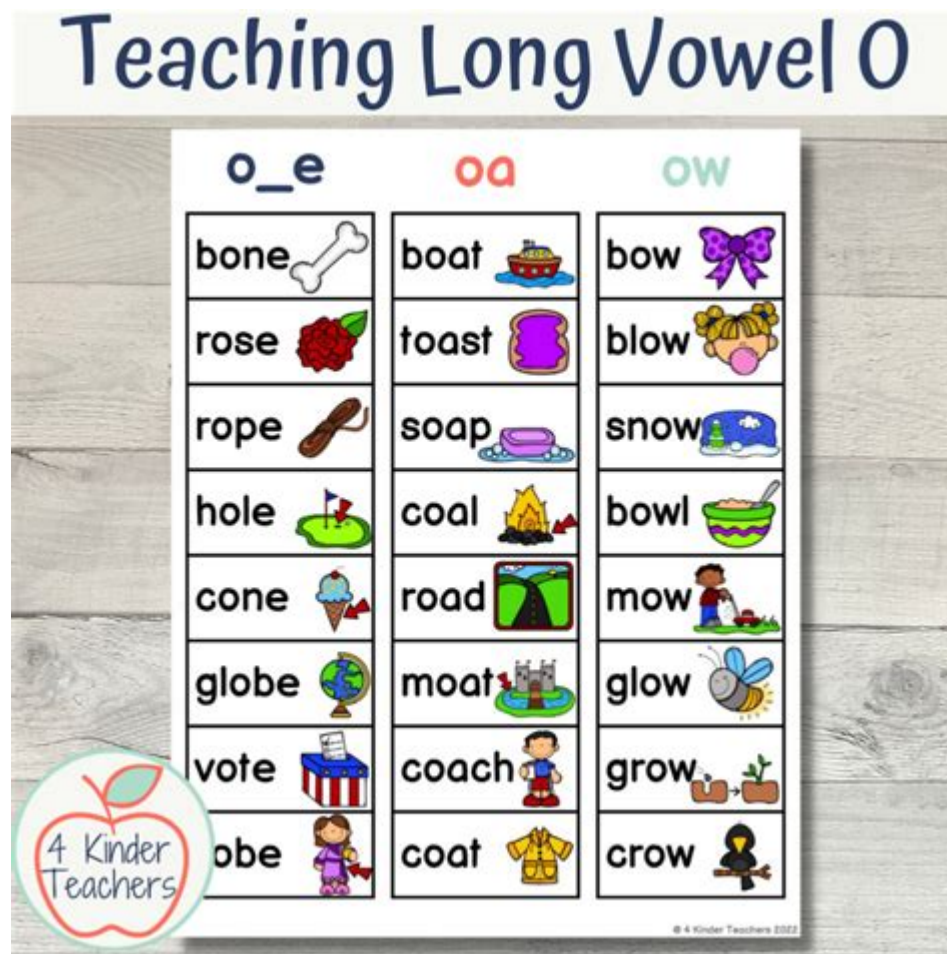 Teaching Long Vowel O
o_e oa ow
bone boat bow
rose toast blow
rope soap snow
hole coal bowl
cone road mow
globe moat glow
vote coach grow
obe coat crow
4 Kinder
Teachers
© 4 Kinder Teachers 2022